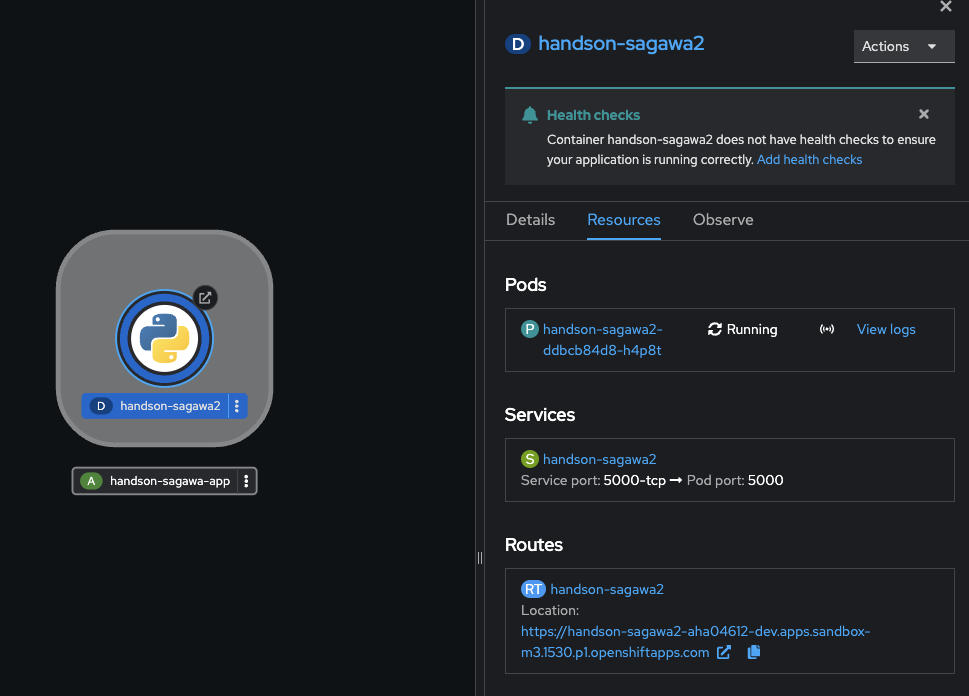 D handson-sagawa2
Actions
Health checks
Container handson-sagawa2 does not have health checks to ensure
your application is running correctly. Add health checks
Details Resources Observe
Pods
P handson-sagawa2-
ddbcb84d8-h4p8t
Running
View logs
Services
S handson-sagawa2
Service port: 5000-tcp → Pod port: 5000
Routes
RT handson-sagawa2
Location:
https://handson-sagawa2-aha04612-dev.apps.sandbox-
m3.1530.p1.openshiftapps.com
D handson-sagawa2
A handson-sagawa-app